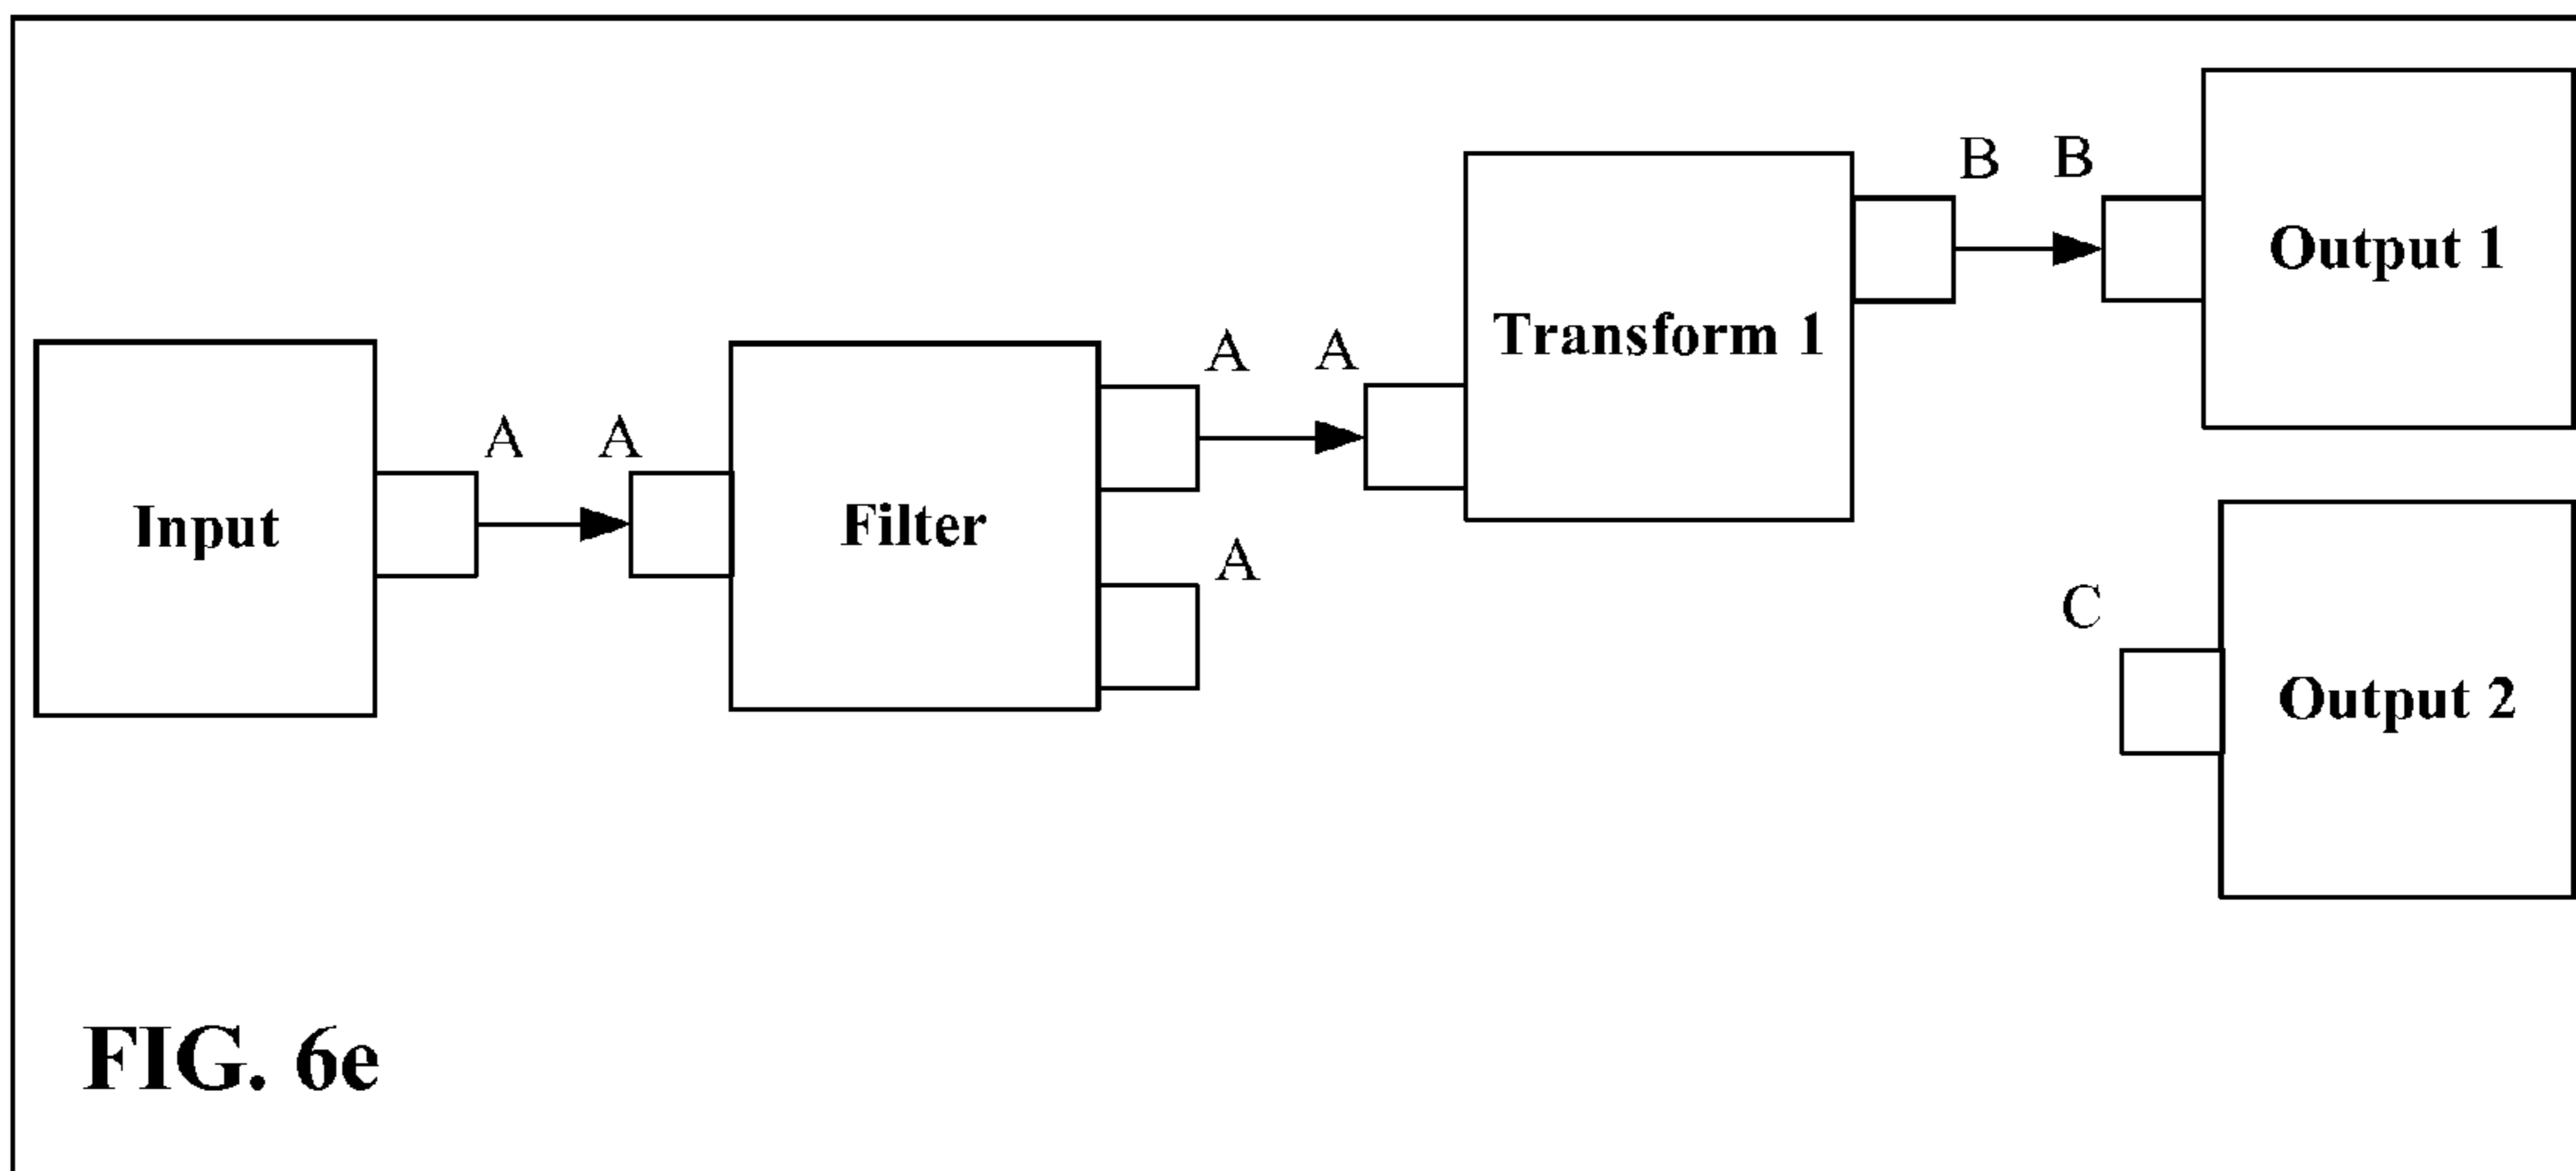 B B
Output 1
Transform 1
A A
A A
Input
Filter
A
C
Output 2
FIG. 6e